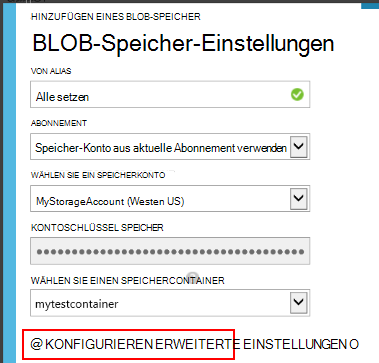 HINZUFÜGEN EINES BLOB-SPEICHER
BLOB-Speicher-Einstellungen
VON ALIAS
Alle setzen
ABONNEMENT
Speicher-Konto aus aktuelle Abonnement verwenden
WÄHLEN SIE EIN SPEICHERKONTO
MyStorageAccount (Westen US)
KONTOSCHLÜSSEL SPEICHER
WÄHLEN SIE EINEN SPEICHERCONTAINER
mytestcontainer
@ KONFIGURIEREN ERWEITERTE EINSTELLUNGEN O